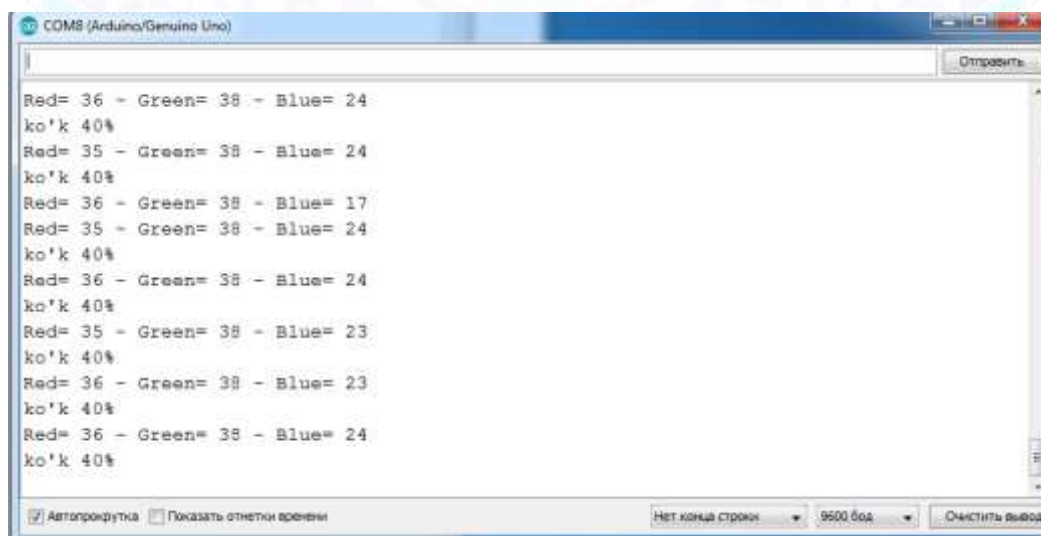 COM8 (Arduino/Genuino Uno)
Отправить
Red= 36 - Green= 38 - Blue= 24
ko'k 40%
Red= 35 - Green= 38 - Blue= 24
ko'k 40%
Red= 36 - Green= 38 - Blue= 17
Red= 35 - Green= 38 - Blue= 24
ko'k 40%
Red= 36 - Green= 38 - Blue= 24
ko'k 40%
Red= 35 - Green= 38 - Blue= 23
ko'k 40%
Red= 36 - Green= 38 - Blue= 23
ko'k 40%
Red= 36 - Green= 38 - Blue= 24
ko'k 40%
Автопрокрутка Показать отметки времени Нет конца строки 9600 бод Очистить вывод